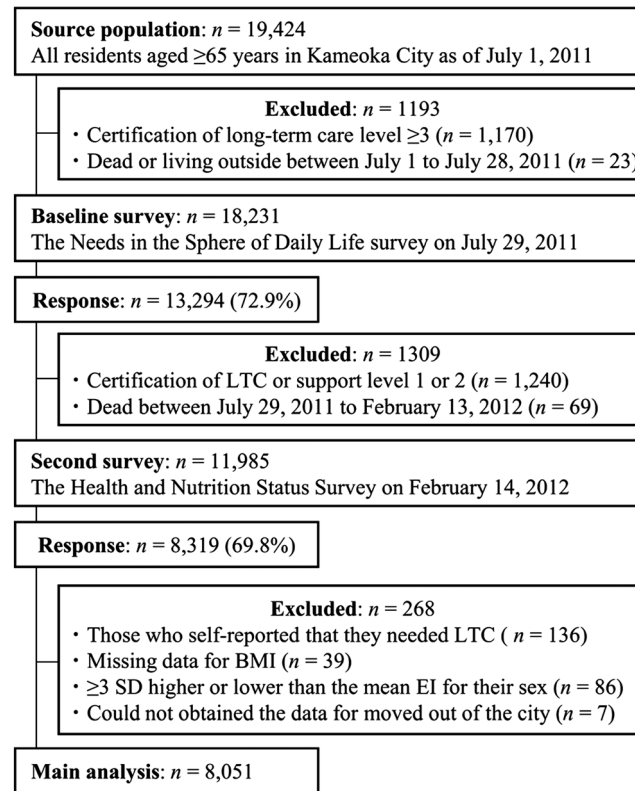 Source population: n = 19,424
All residents aged ≥65 years in Kameoka City as of July 1, 2011
Excluded: n = 1193
・Certification of long-term care level ≥3 (n = 1,170)
・Dead or living outside between July 1 to July 28, 2011 (n = 23)
Baseline survey: n = 18,231
The Needs in the Sphere of Daily Life survey on July 29, 2011
Response: n = 13,294 (72.9%)
Excluded: n = 1309
・Certification of LTC or support level 1 or 2 (n = 1,240)
・Dead between July 29, 2011 to February 13, 2012 (n = 69)
Second survey: n = 11,985
The Health and Nutrition Status Survey on February 14, 2012
Response: n = 8,319 (69.8%)
Excluded: n = 268
・Those who self-reported that they needed LTC ( n = 136)
・Missing data for BMI (n = 39)
・≥3 SD higher or lower than the mean EI for their sex (n = 86)
・Could not obtained the data for moved out of the city (n = 7)
Main analysis: n = 8,051